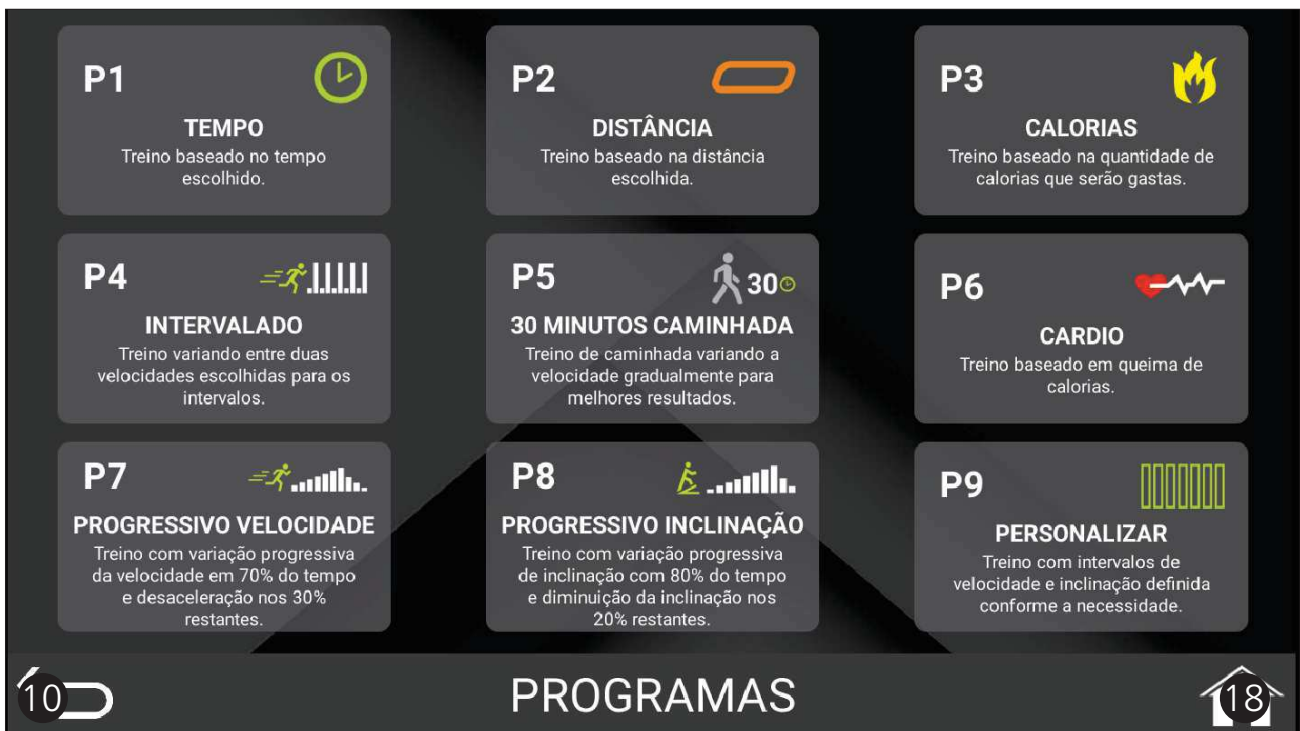 P1
TEMPO
Treino baseado no tempo
escolhido.
P2
DISTÂNCIA
Treino baseado na distância
escolhida.
P3
CALORIAS
Treino baseado na quantidade de
calorias que serão gastas.
P4
INTERVALADO
Treino variando entre duas
velocidades escolhidas para os
intervalos.
P5
30
30 MINUTOS CAMINHADA
Treino de caminhada variando a
velocidade gradualmente para
melhores resultados.
P6
CARDIO
Treino baseado em queima de
calorias.
P7
PROGRESSIVO VELOCIDADE
Treino com variação progressiva
da velocidade em 70% do tempo
e desaceleração nos 30%
restantes.
P8
PROGRESSIVO INCLINAÇÃO
Treino com variação progressiva
de inclinação com 80% do tempo
e diminuição da inclinação nos
20% restantes.
P9
PERSONALIZAR
Treino com intervalos de
velocidade e inclinação definida
conforme a necessidade.
10
PROGRAMAS
18